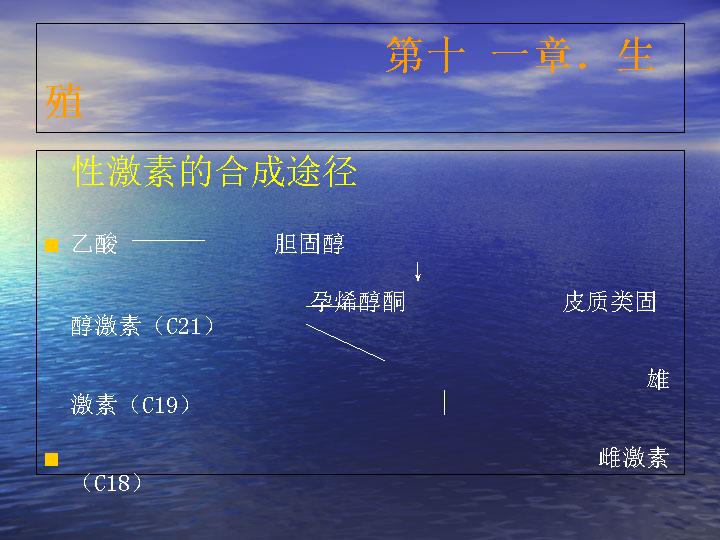 第十 一章．生
殖
性激素的合成途径
乙酸 胆固醇
↓
孕烯醇酮 皮质类固
醇激素（C21）
雄
激素（C19）
雌激素
（C18）